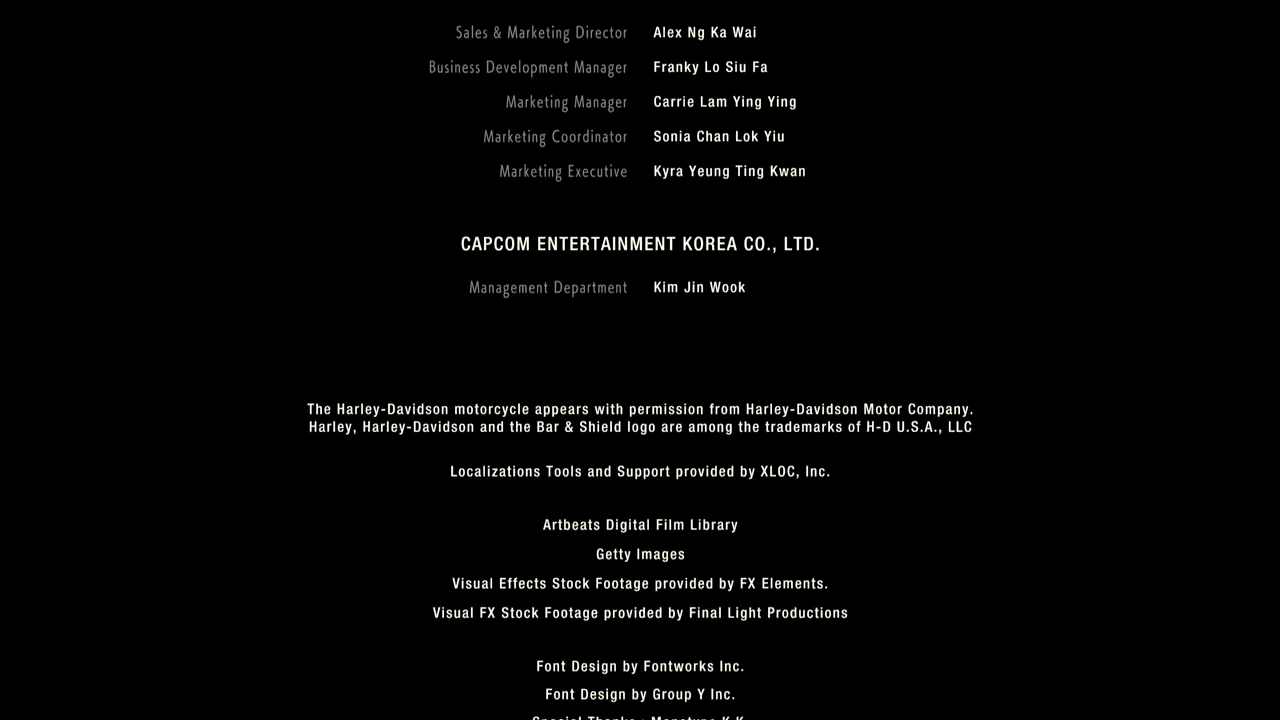 Sales & Marketing Director Alex Ng Ka Wai
Business Development Manager Franky Lo Siu Fa
Marketing Manager Carrie Lam Ying Ying
Marketing Coordinator Sonia Chan Lok Yiu
Marketing Executive Kyra Yeung Ting Kwan
CAPCOM ENTERTAINMENT KOREA CO., LTD.
Management Department Kim Jin Wook
The Harley-Davidson motorcycle appears with permission from Harley-Davidson Motor Company.
Harley, Harley-Davidson and the Bar & Shield logo are among the trademarks of H-D U.S.A., LLC
Localizations Tools and Support provided by XLOC, Inc.
Artbeats Digital Film Library
Getty Images
Visual Effects Stock Footage provided by FX Elements.
Visual FX Stock Footage provided by Final Light Productions
Font Design by Fontworks Inc.
Font Design by Group Y Inc.
Special Thanks : Monotype K.K.